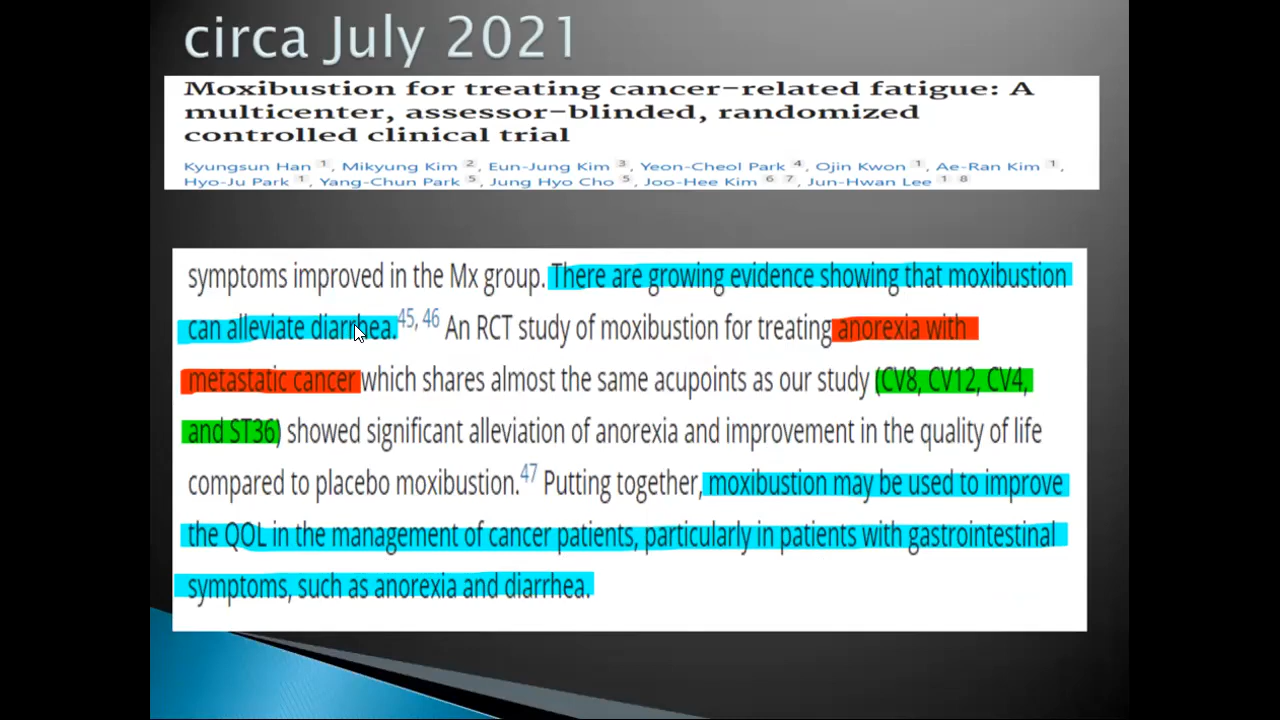 circa July 2021
Moxibustion for treating cancer-related fatigue: A
multicenter, assessor-blinded, randomized
controlled clinical trial
Kyungsun Han 1, Mikyung Kim 2, Eun-Jung Kim 3, Yeon-Cheol Park 4, Ojin Kwon 1, Ae-Ran Kim 1,
Hyo-Ju Park 1, Yang-Chun Park 5, Jung Hyo Cho 5, Joo-Hee Kim 6 7, Jun-Hwan Lee 1 8
symptoms improved in the Mx group. There are growing evidence showing that moxibustion
can alleviate diarrhea.45, 46 An RCT study of moxibustion for treating anorexia with
metastatic cancer which shares almost the same acupoints as our study (CV8, CV12, CV4,
and ST36) showed significant alleviation of anorexia and improvement in the quality of life
compared to placebo moxibustion.47 Putting together, moxibustion may be used to improve
the QOL in the management of cancer patients, particularly in patients with gastrointestinal
symptoms, such as anorexia and diarrhea.